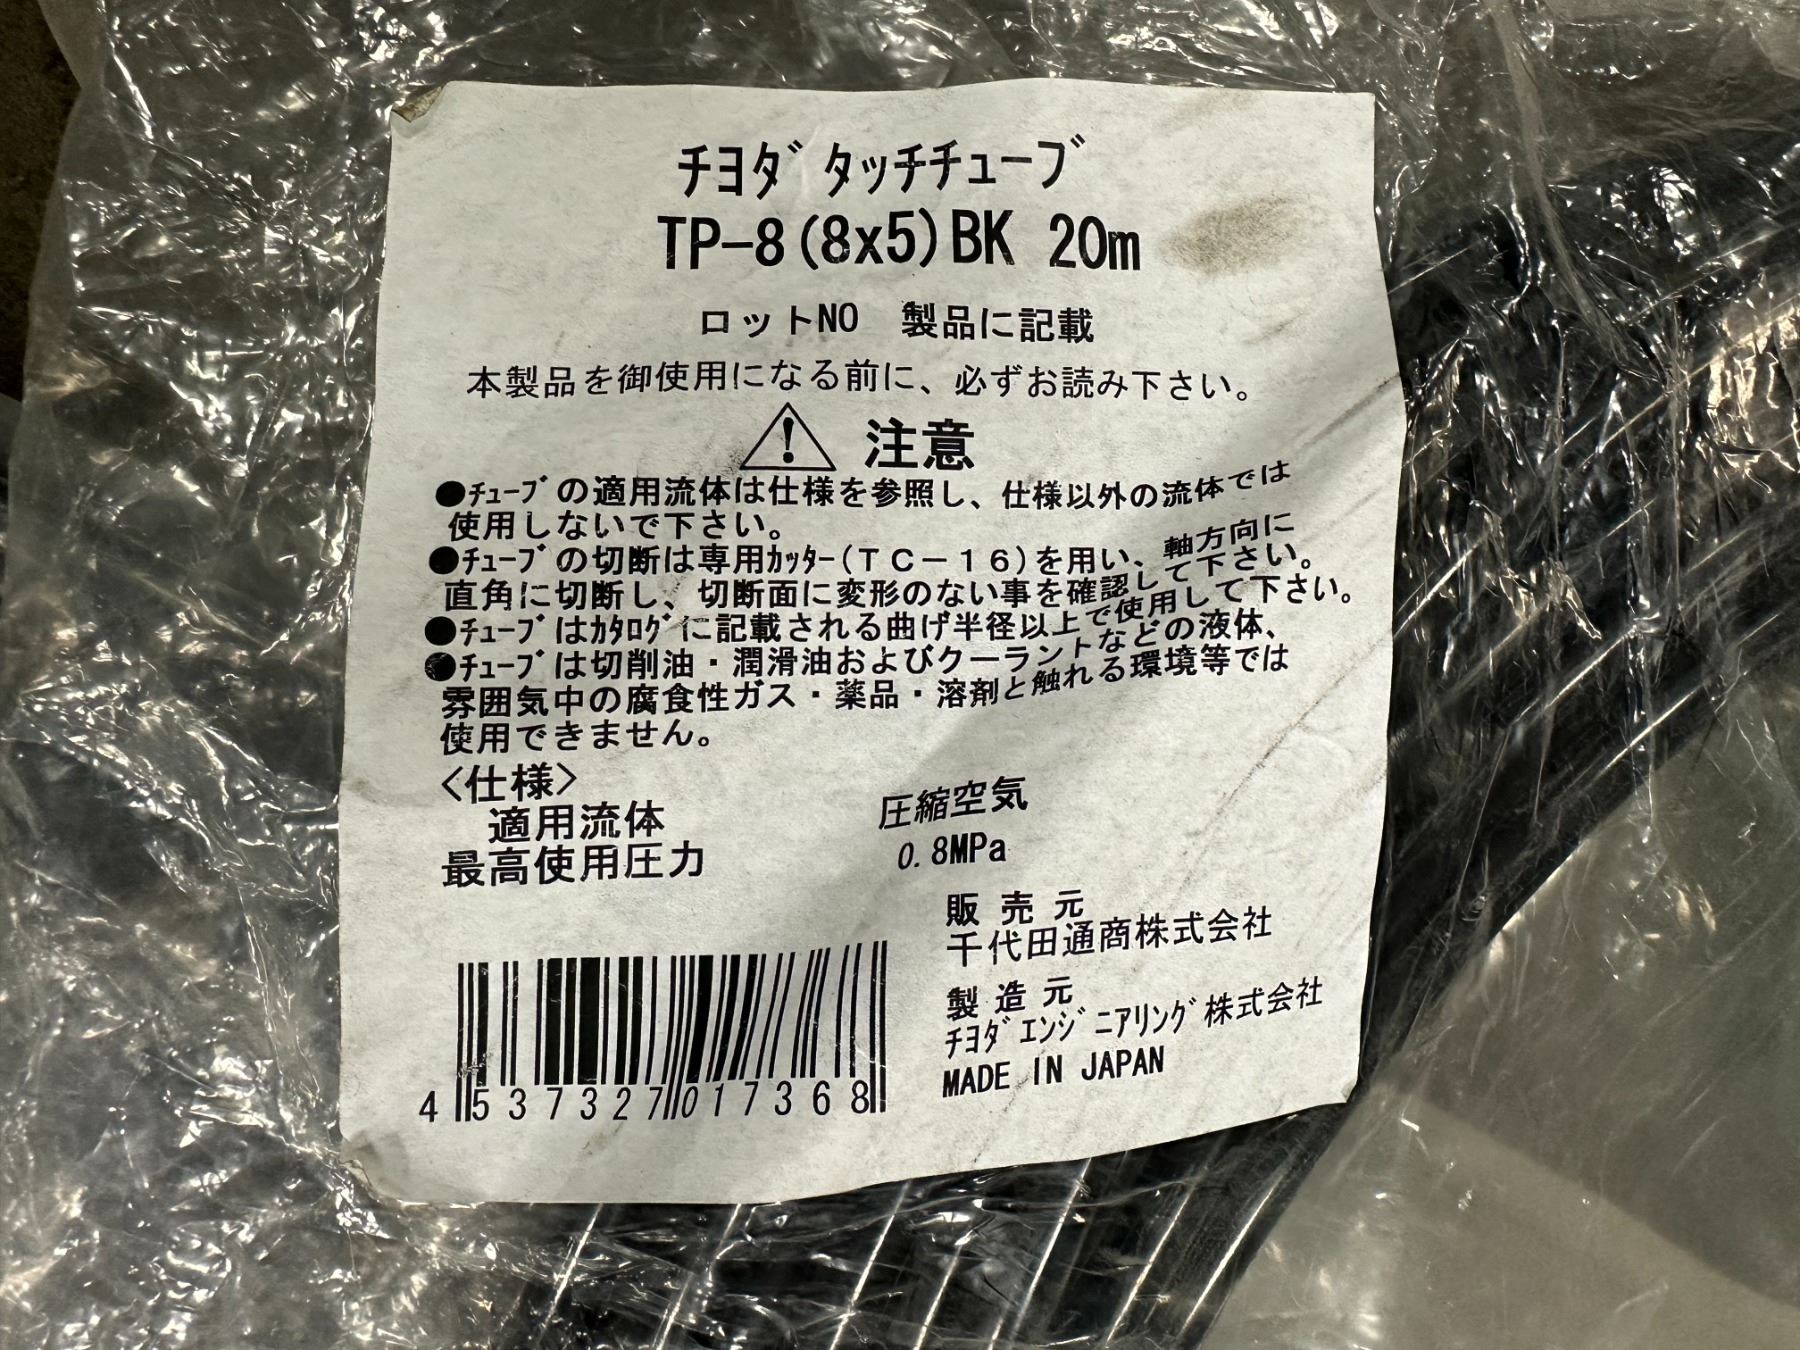 チヨダ タッチチューブ
TP-8(8x5)BK 20m
ロットNO 製品に記載
本製品を御使用になる前に、必ずお読み下さい。
注意
●チューブの適用流体は仕様を参照し、仕様以外の流体では
使用しないで下さい。
●チューブの切断は専用カッター(TC-16)を用い、軸方向に
直角に切断し、切断面に変形のない事を確認して下さい。
●チューブはカタログに記載される曲げ半径以上で使用して下さい。
●チューブは切削油・潤滑油およびクーラントなどの液体、
雰囲気中の腐食性ガス・薬品・溶剤と触れる環境等では
使用できません。
<仕様>
適用流体 圧縮空気
最高使用圧力 0.8MPa
販売元
千代田通商株式会社
製造元
チヨダエンジニアリング株式会社
MADE IN JAPAN
4 537327 017368